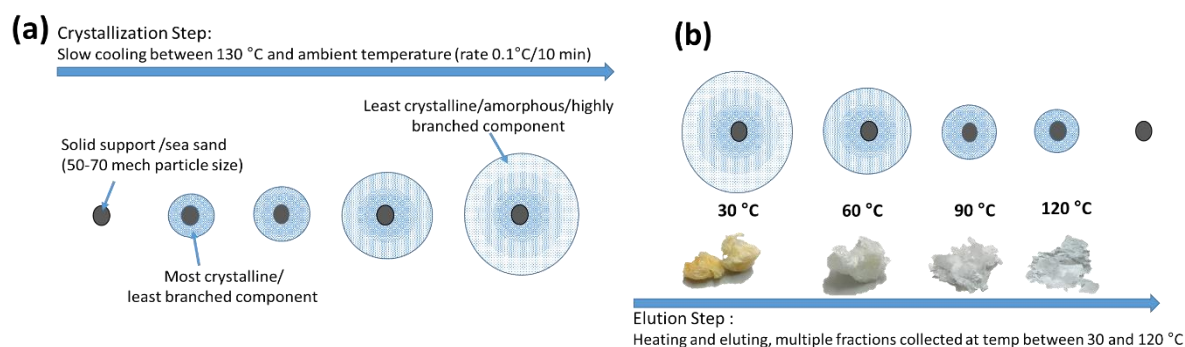 (a)
Crystallization Step:
Slow cooling between 130 °C and ambient temperature (rate 0.1°C/10 min)
Least crystalline/amorphous/highly
branched component
Solid support /sea sand
(50-70 mech particle size)
Most crystalline/
least branched component
(b)
30 °C
60 °C
90 °C
120 °C
Elution Step :
Heating and eluting, multiple fractions collected at temp between 30 and 120 °C